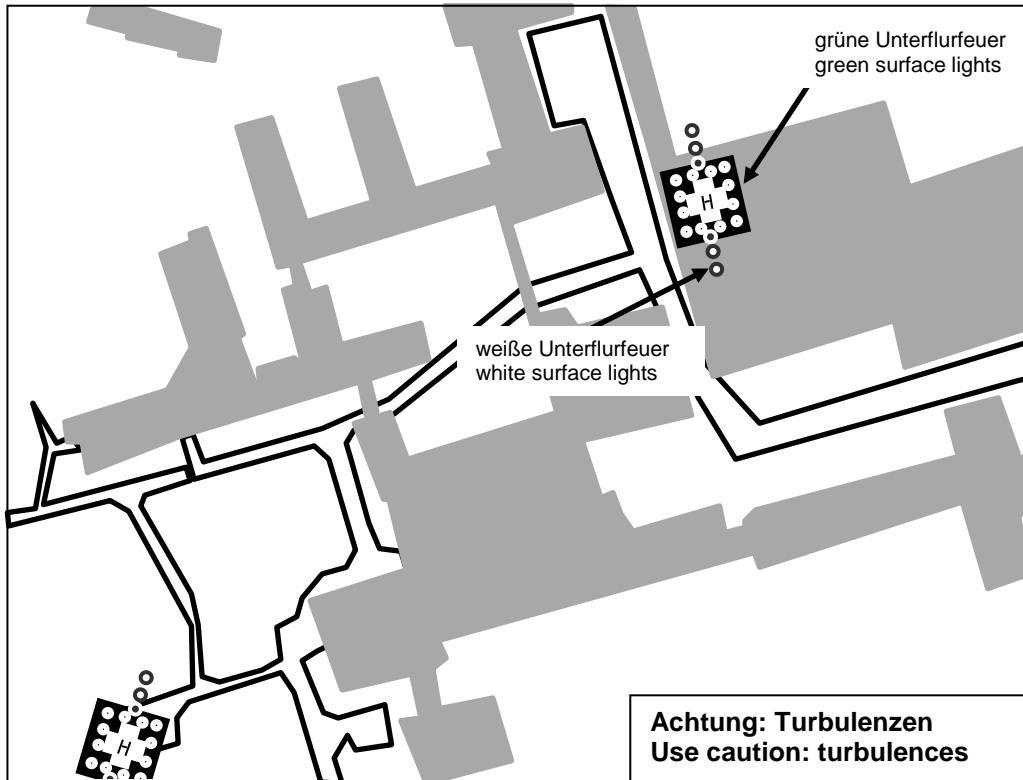 grüne Unterflurfeuer
green surface lights
H
weiße Unterflurfeuer
white surface lights
H
Achtung: Turbulenzen
Use caution: turbulences